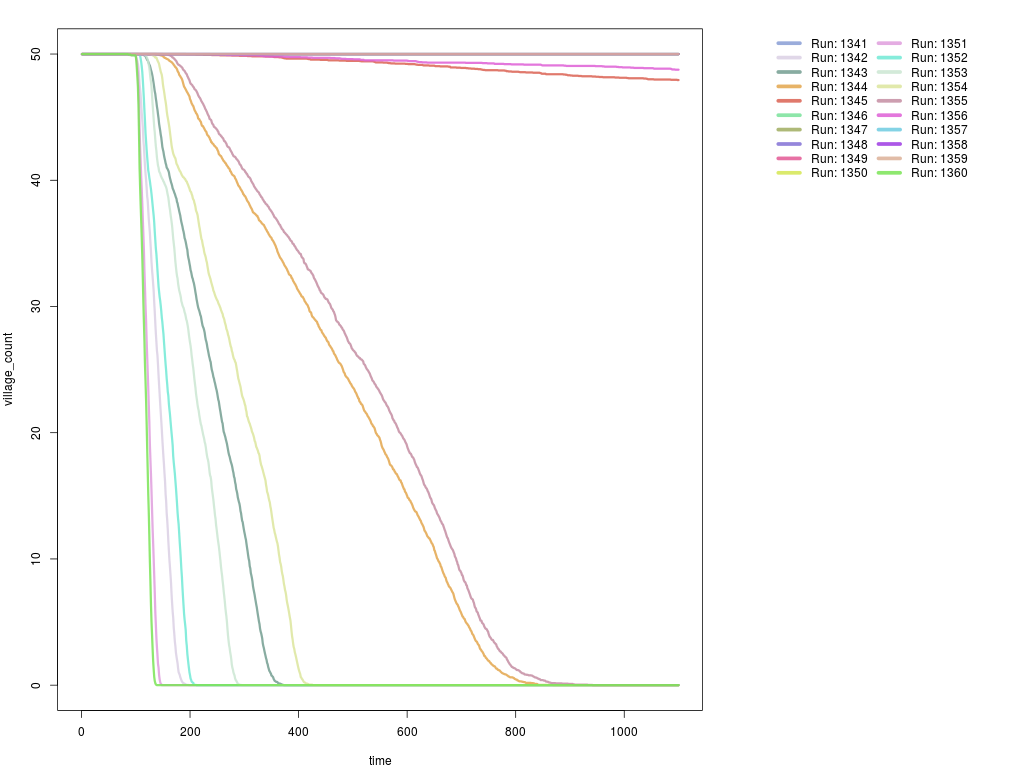 village_count
50
40
30
20
10
0
0 200 400 600 800 1000
time
Run: 1341 Run: 1351
Run: 1342 Run: 1352
Run: 1343 Run: 1353
Run: 1344 Run: 1354
Run: 1345 Run: 1355
Run: 1346 Run: 1356
Run: 1347 Run: 1357
Run: 1348 Run: 1358
Run: 1349 Run: 1359
Run: 1350 Run: 1360